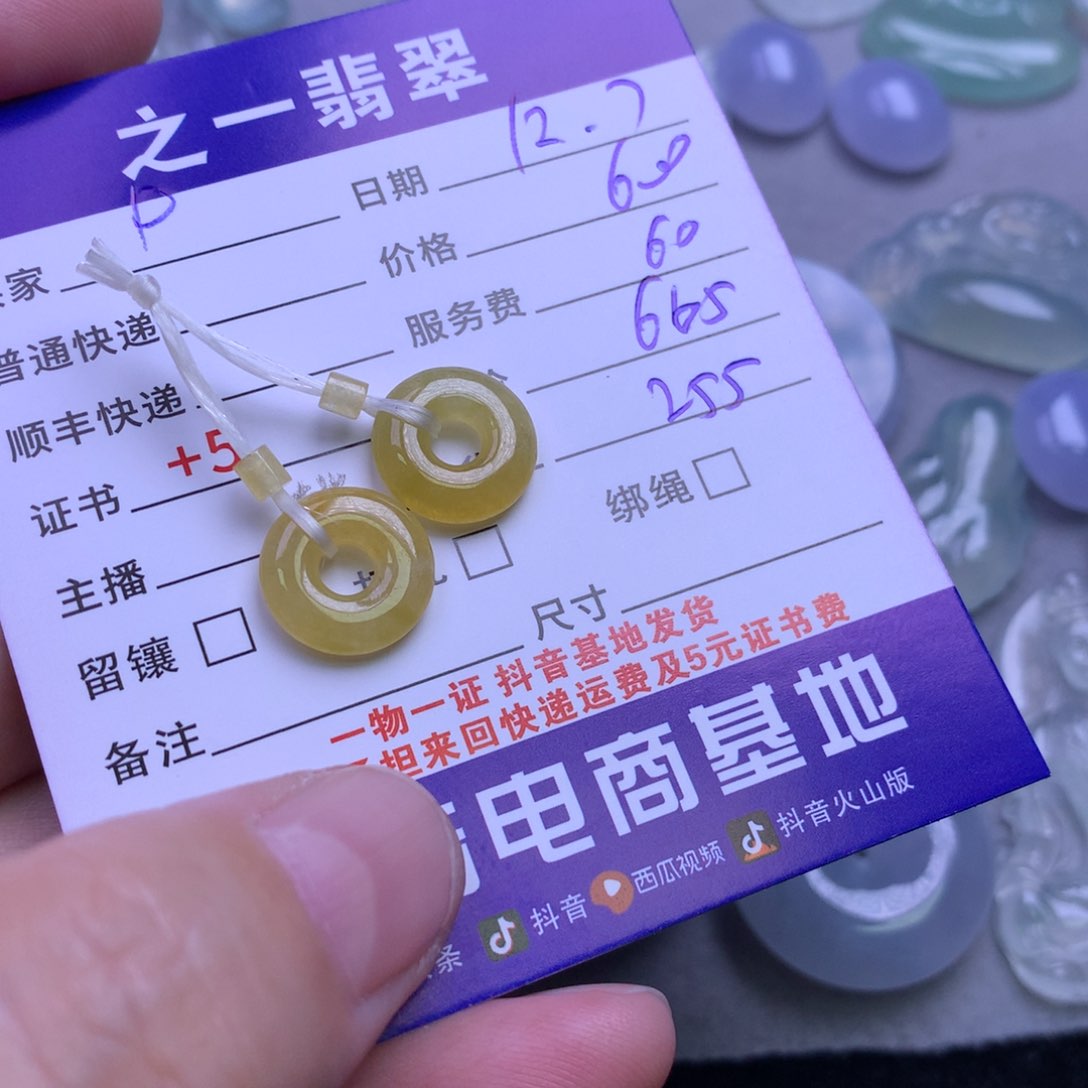 之一翡翠
P 日期 12.7
家 价格 600
普通快递 服务费 60
顺丰快递 665
+5
证书 255
主播 绑绳
留镶 尺寸
备注
一物一证 抖音基地发货
担来回快递运费及5元证书费
电商基地
条 抖音 西瓜视频 抖音火山版